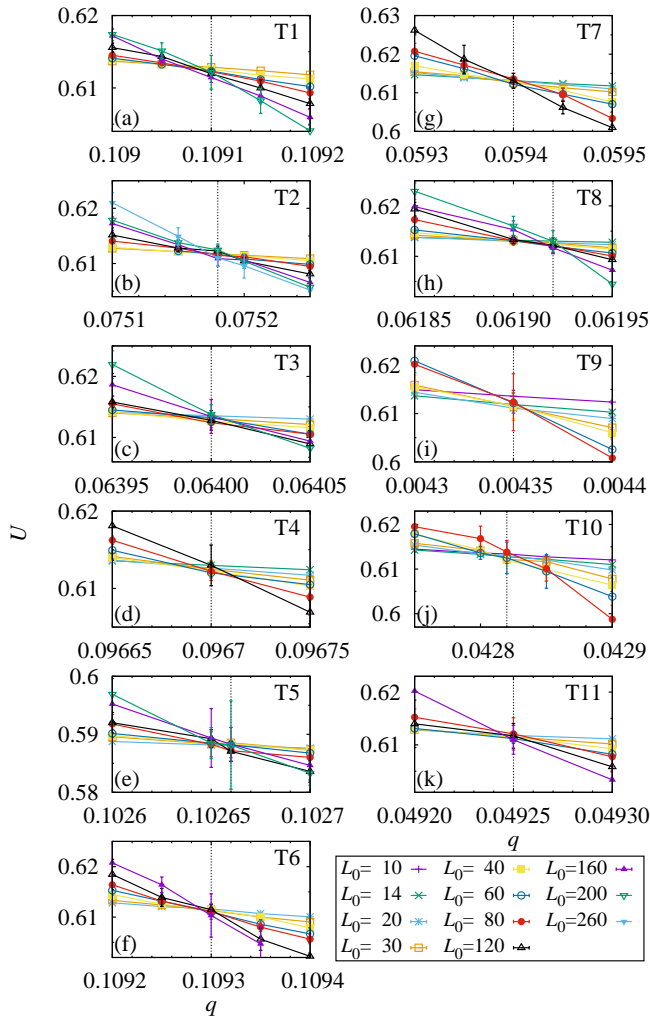 T1
0.62
0.61
(a)
0.109 0.1091 0.1092
T2
0.62
0.61
(b)
0.0751 0.0752
T3
0.62
0.61
(c)
0.06395 0.06400 0.06405
T4
0.62
0.61
(d)
0.09665 0.0967 0.09675
T5
0.6
0.59
0.58
(e)
0.1026 0.10265 0.1027
T6
0.62
0.61
(f)
0.1092 0.1093 0.1094
q
U
T7
0.63
0.62
0.61
0.6
(g)
0.0593 0.0594 0.0595
T8
0.62
0.61
(h)
0.06185 0.06190 0.06195
T9
0.62
0.61
0.6
(i)
0.0043 0.00435 0.0044
T10
0.62
0.61
0.6
(j)
0.0428 0.0429
T11
0.62
0.61
(k)
0.04920 0.04925 0.04930
q
L0= 10 L0= 40 L0=160
L0= 14 L0= 60 L0=200
L0= 20 L0= 80 L0=260
L0= 30 L0=120